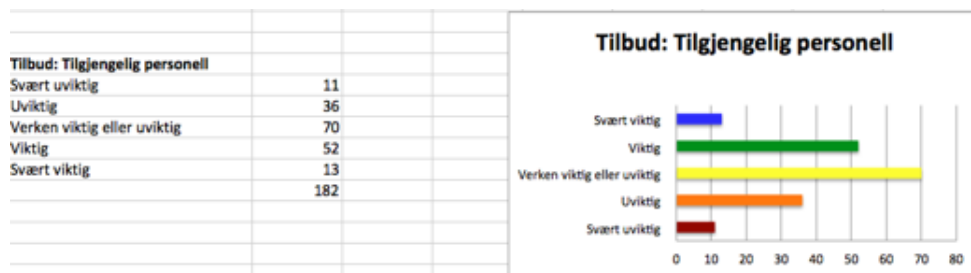 Tilbud: Tilgjengelig personell
Svært uviktig 11
Uviktig 36
Verken viktig eller uviktig 70
Viktig 52
Svært viktig 13
182
Tilbud: Tilgjengelig personell
Svært viktig
Viktig
Verken viktig eller uviktig
Uviktig
Svært uviktig
0 10 20 30 40 50 60 70 80